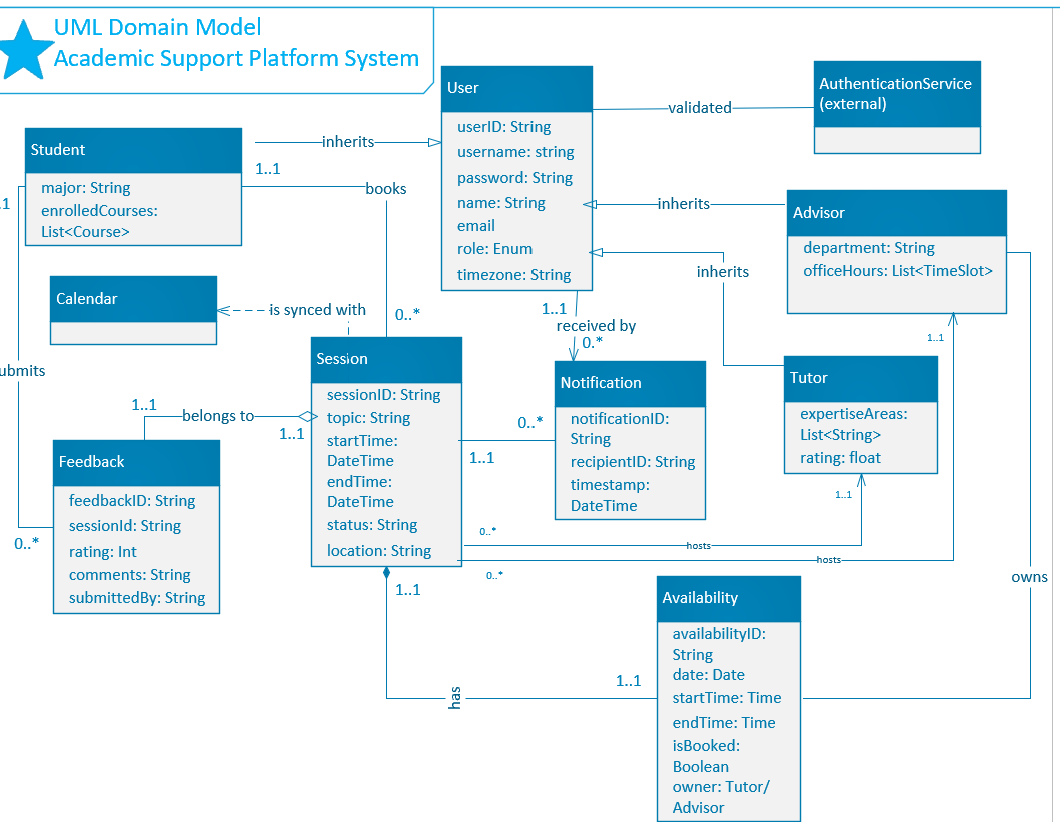 UML Domain Model
Academic Support Platform System
User
userID: String
username: string
password: String
name: String
email
role: Enum
timezone: String
validated
AuthenticationService
(external)
Student
major: String
enrolledCourses:
List<Course>
inherits
1..1
books
0..*
.1
ubmits
0..*
inherits
Advisor
department: String
officeHours: List<TimeSlot>
inherits
1..1
Calendar
is synced with
1..1
received by
0.*
Session
sessionID: String
topic: String
startTime:
DateTime
endTime:
DateTime
status: String
location: String
Notification
notificationID:
String
recipientID: String
timestamp:
DateTime
0..*
1..1
Tutor
expertiseAreas:
List<String>
rating: float
1..1
1..1
belongs to
1..1
Feedback
feedbackID: String
sessionId: String
rating: Int
comments: String
submittedBy: String
0..*
hosts
hosts
0..*
1..1
has
1..1
owns
Availability
availabilityID:
String
date: Date
startTime: Time
endTime: Time
isBooked:
Boolean
owner: Tutor/
Advisor